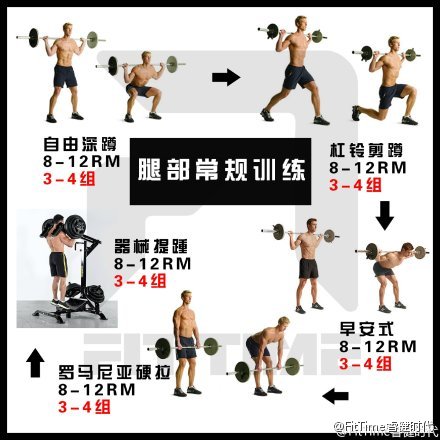 自由深蹲
8-12RM
3-4组
腿部常规训练
杠铃剪蹲
8-12RM
3-4组
早安式
8-12RM
3-4组
罗马尼亚硬拉
8-12RM
3-4组
器械提踵
8-12RM
3-4组
FITTIME
@FitTime睿健时代